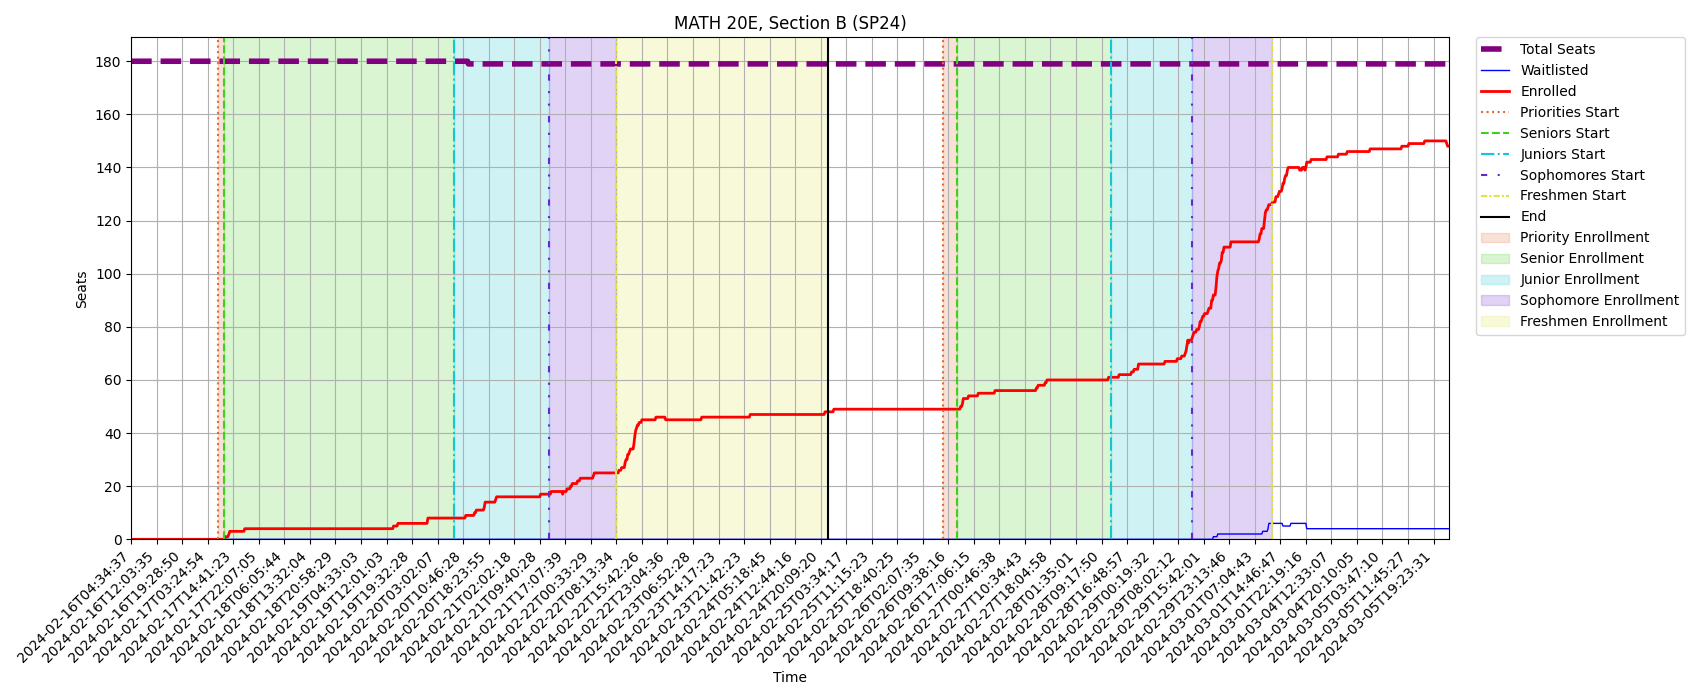 MATH 20E, Section B (SP24)
Seats
180
160
140
120
100
80
60
40
20
0
2024-02-16T04:34:37
2024-02-16T12:03:35
2024-02-16T19:28:50
2024-02-17T03:24:54
2024-02-17T14:41:23
2024-02-17T22:07:05
2024-02-18T06:05:44
2024-02-18T13:32:04
2024-02-18T20:58:29
2024-02-19T04:33:03
2024-02-19T12:01:03
2024-02-19T19:32:28
2024-02-20T03:02:07
2024-02-20T10:46:28
2024-02-20T18:23:55
2024-02-21T02:02:18
2024-02-21T09:40:28
2024-02-21T17:07:39
2024-02-22T00:33:29
2024-02-22T08:13:34
2024-02-22T15:42:26
2024-02-22T23:04:36
2024-02-23T06:52:28
2024-02-23T14:17:23
2024-02-23T21:42:23
2024-02-24T05:18:45
2024-02-24T12:44:16
2024-02-24T20:09:20
2024-02-25T03:34:17
2024-02-25T11:15:23
2024-02-25T18:40:25
2024-02-26T02:07:35
2024-02-26T09:38:16
2024-02-26T17:06:15
2024-02-27T00:46:38
2024-02-27T10:34:43
2024-02-27T18:04:58
2024-02-28T01:35:01
2024-02-28T09:17:50
2024-02-28T16:48:57
2024-02-29T00:19:32
2024-02-29T08:02:12
2024-02-29T15:42:01
2024-02-29T23:13:46
2024-03-01T07:04:43
2024-03-01T14:46:47
2024-03-01T22:19:16
2024-03-04T12:33:07
2024-03-04T20:10:05
2024-03-05T03:47:10
2024-03-05T11:45:27
2024-03-05T19:23:31
Time
Total Seats
Waitlisted
Enrolled
Priorities Start
Seniors Start
Juniors Start
Sophomores Start
Freshmen Start
End
Priority Enrollment
Senior Enrollment
Junior Enrollment
Sophomore Enrollment
Freshmen Enrollment